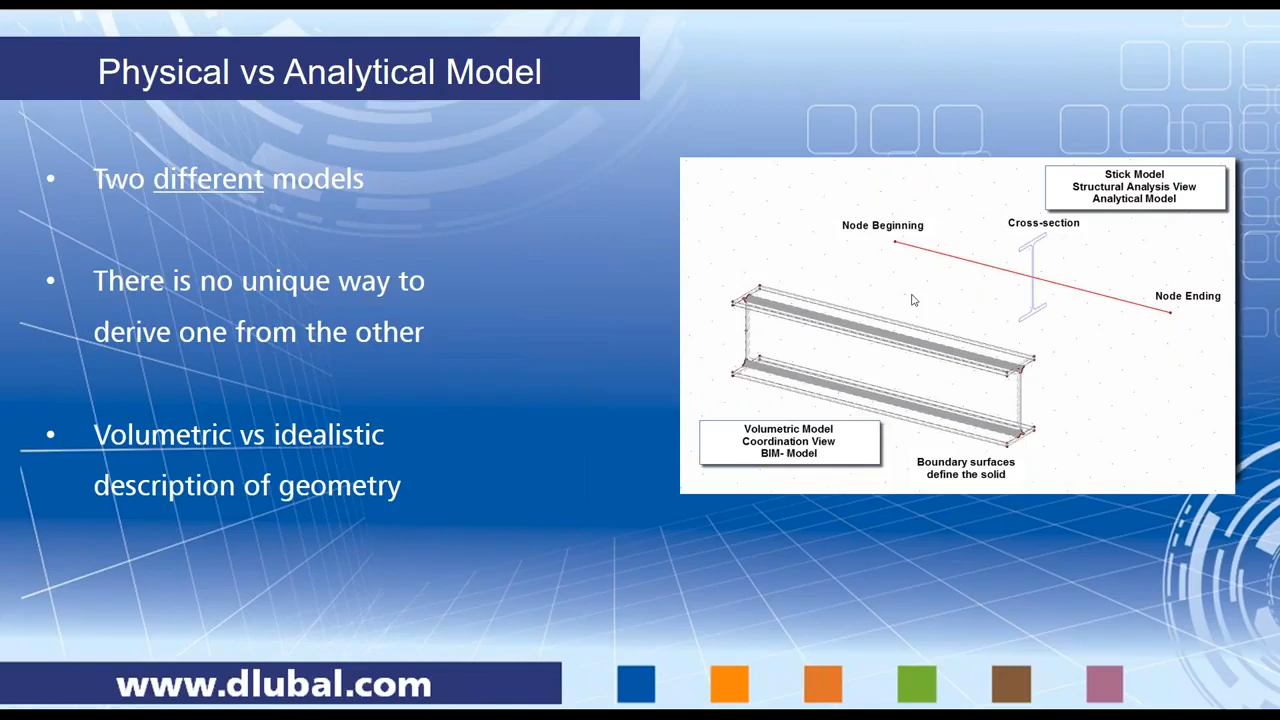 Physical vs Analytical Model
• Two different models
• There is no unique way to
derive one from the other
• Volumetric vs idealistic
description of geometry
Stick Model
Structural Analysis View
Analytical Model
Node Beginning
Cross-section
Node Ending
Volumetric Model
Coordination View
BIM- Model
Boundary surfaces
define the solid
www.dlubal.com